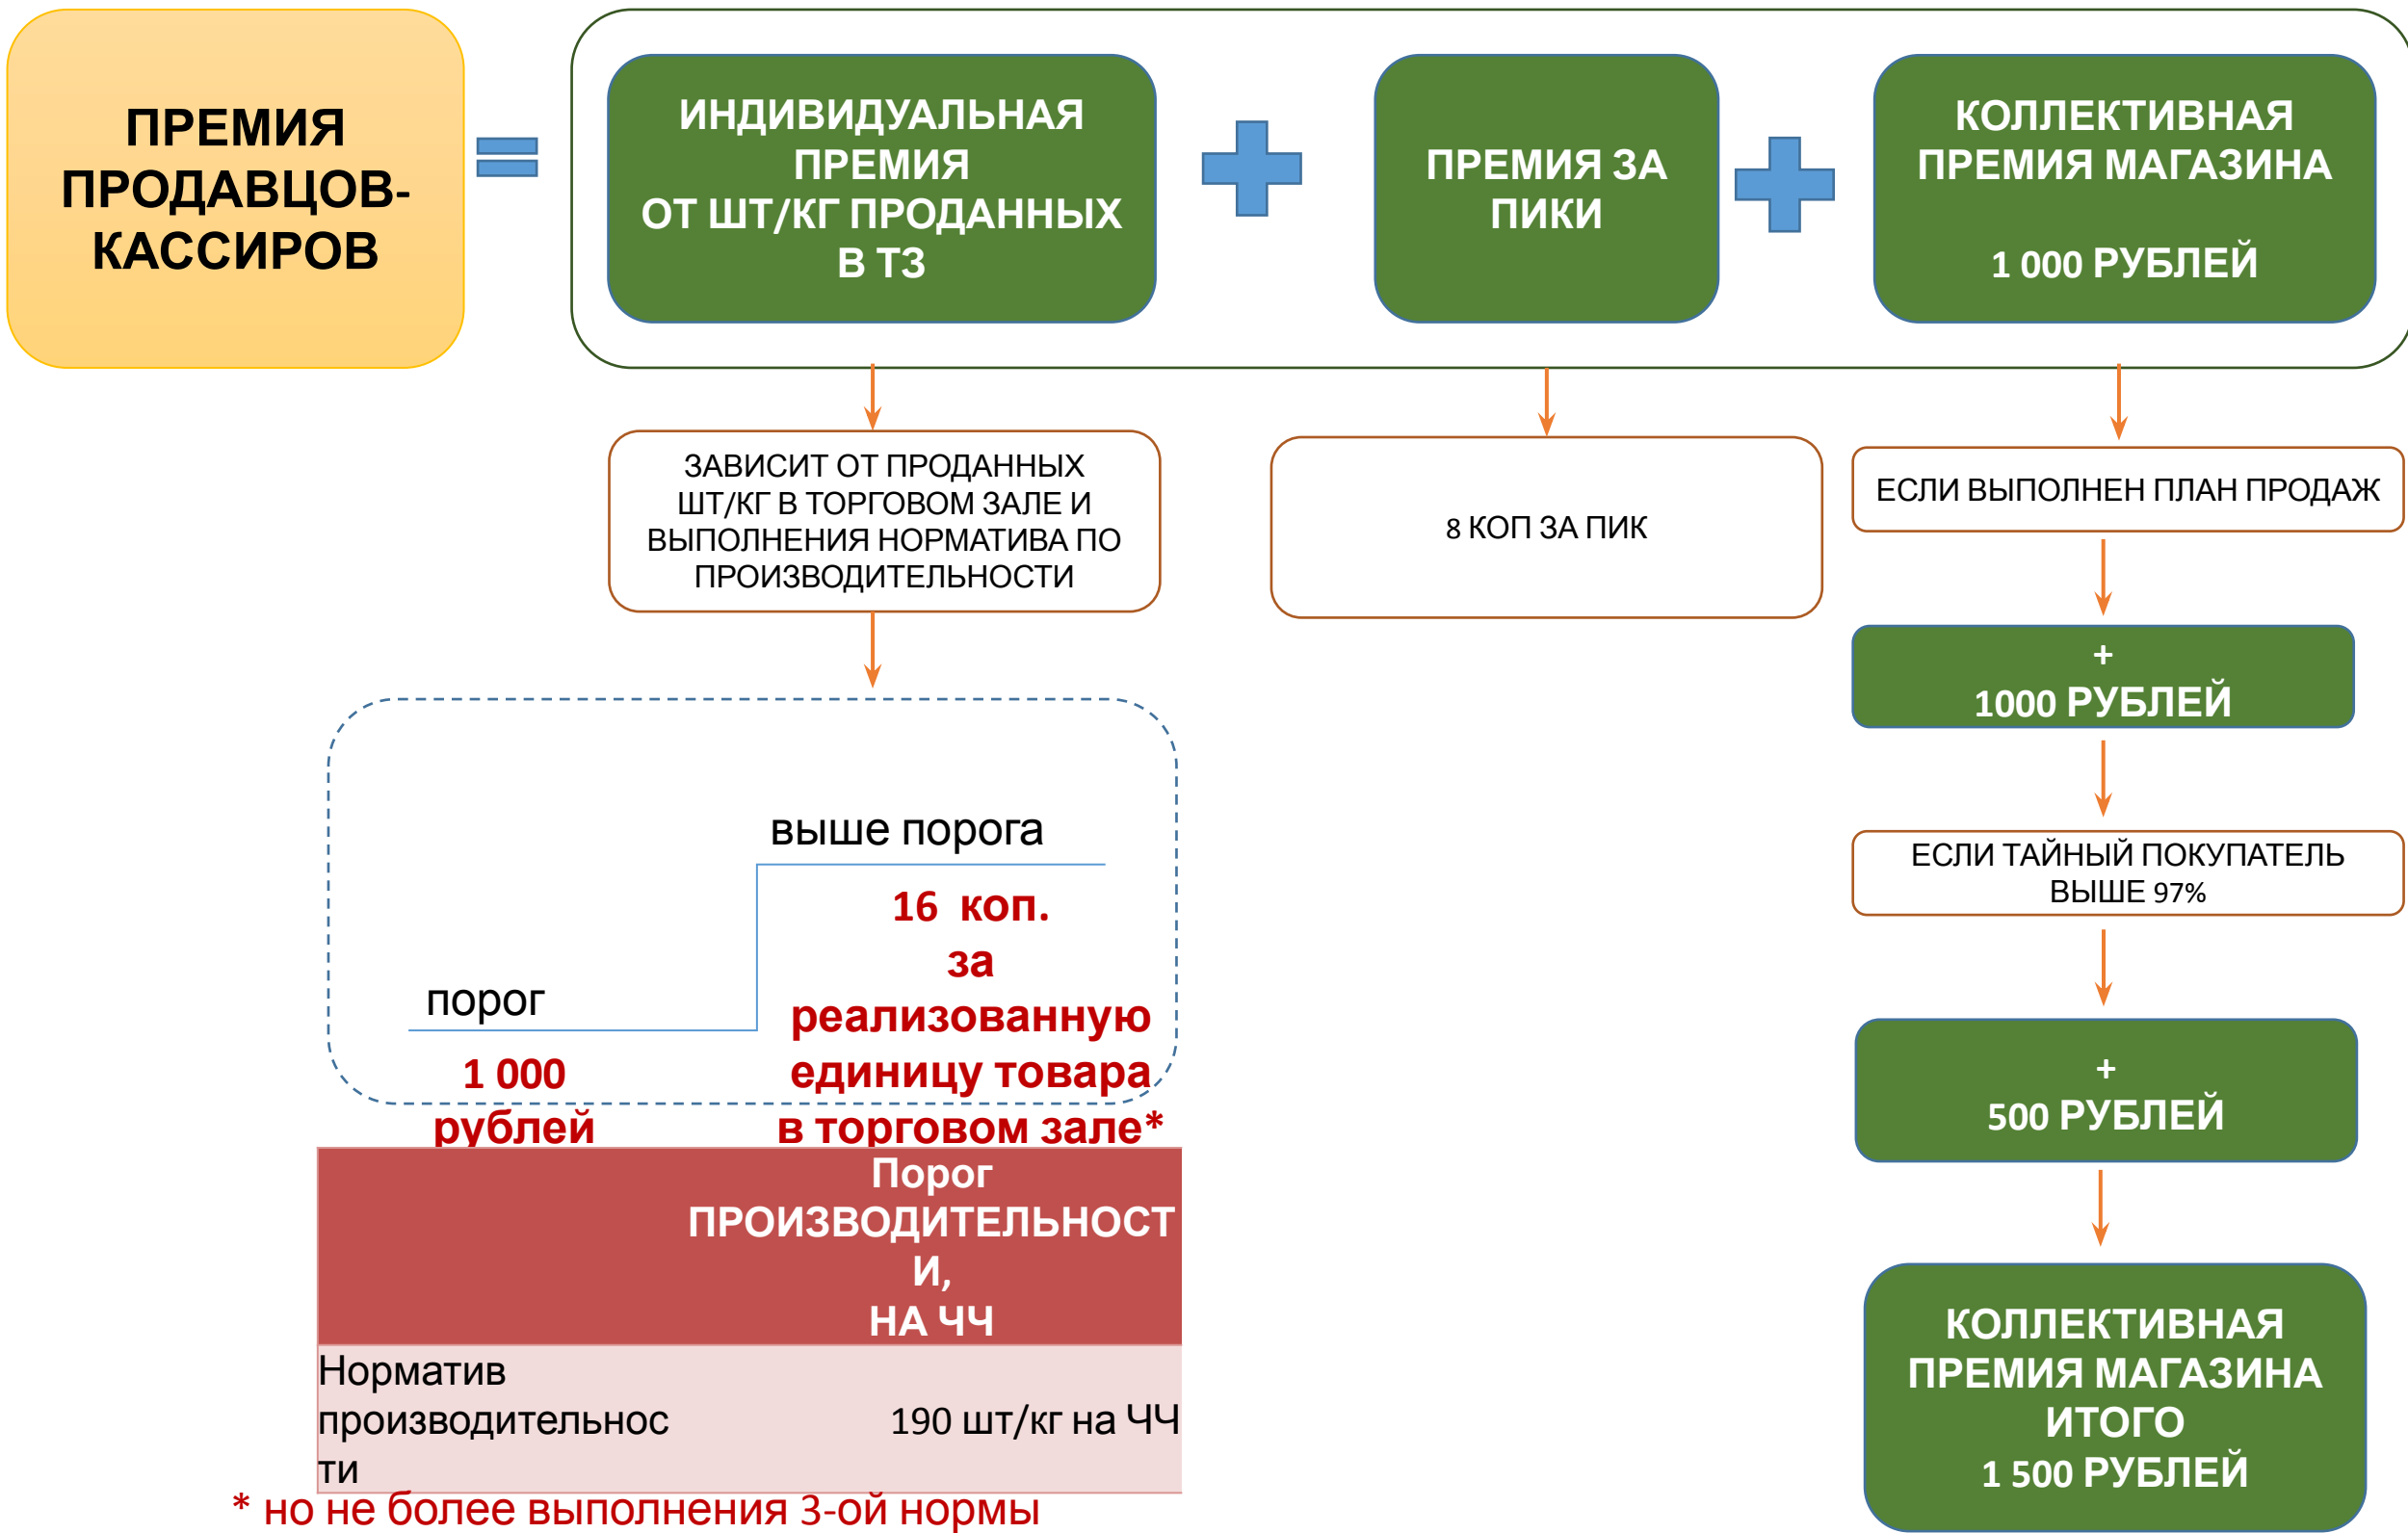 ПРЕМИЯ
ПРОДАВЦОВ-
КАССИРОВ
ИНДИВИДУАЛЬНАЯ
ПРЕМИЯ
ОТ ШТ/КГ ПРОДАННЫХ
В ТЗ
ПРЕМИЯ ЗА
ПИКИ
КОЛЛЕКТИВНАЯ
ПРЕМИЯ МАГАЗИНА
1 000 РУБЛЕЙ
ЗАВИСИТ ОТ ПРОДАННЫХ
ШТ/КГ В ТОРГОВОМ ЗАЛЕ И
ВЫПОЛНЕНИЯ НОРМАТИВА ПО
ПРОИЗВОДИТЕЛЬНОСТИ
8 КОП ЗА ПИК
ЕСЛИ ВЫПОЛНЕН ПЛАН ПРОДАЖ
+
1000 РУБЛЕЙ
ЕСЛИ ТАЙНЫЙ ПОКУПАТЕЛЬ
ВЫШЕ 97%
+
500 РУБЛЕЙ
КОЛЛЕКТИВНАЯ
ПРЕМИЯ МАГАЗИНА
ИТОГО
1 500 РУБЛЕЙ
порог
1 000
рублей
выше порога
16 коп.
за
реализованную
единицу товара
в торговом зале*
Порог
ПРОИЗВОДИТЕЛЬНОСТ
И,
НА ЧЧ
Норматив
производительнос
ти
190 шт/кг на ЧЧ
* но не более выполнения 3-ой нормы